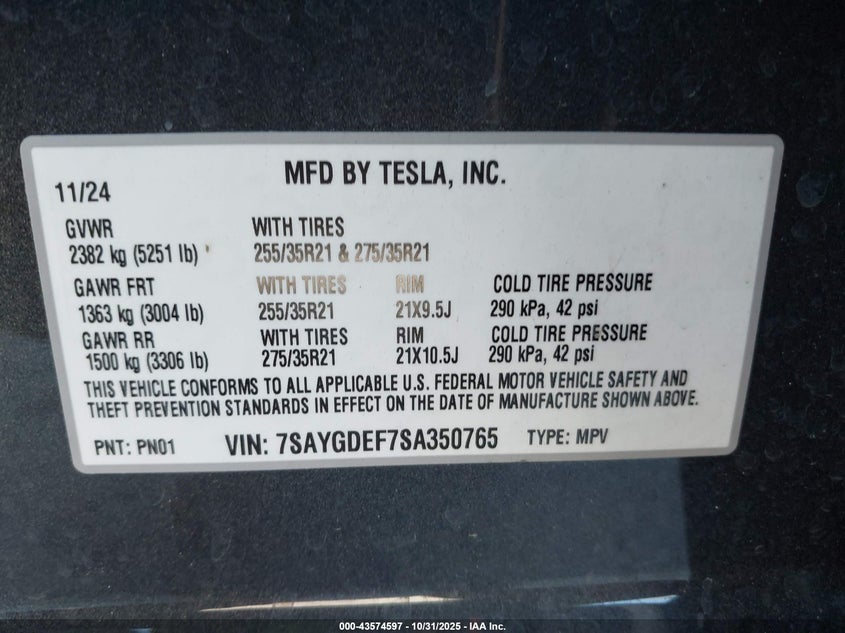 MFD BY TESLA, INC.
11/24
GVWR WITH TIRES
2382 kg (5251 lb) 255/35R21 & 275/35R21
GAWR FRT WITH TIRES RIM COLD TIRE PRESSURE
1363 kg (3004 lb) 255/35R21 21X9.5J 290 kPa, 42 psi
GAWR RR WITH TIRES RIM COLD TIRE PRESSURE
1500 kg (3306 lb) 275/35R21 21X10.5J 290 kPa, 42 psi
THIS VEHICLE CONFORMS TO ALL APPLICABLE U.S. FEDERAL MOTOR VEHICLE SAFETY AND
THEFT PREVENTION STANDARDS IN EFFECT ON THE DATE OF MANUFACTURE SHOWN ABOVE.
PNT: PN01 VIN: 7SAYGDEF7SA350765 TYPE: MPV
000-43574597 - 10/31/2025 - IAA Inc.